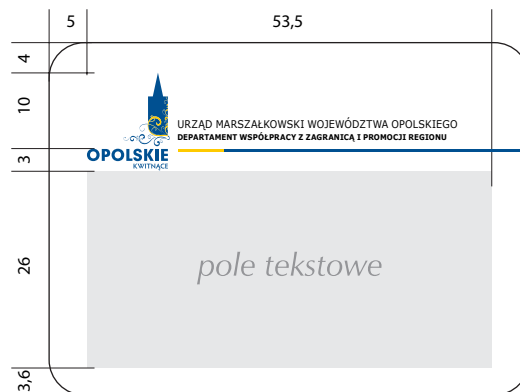 5
53,5
4
10
3
26
3,6
URZĄD MARSZAŁKOWSKI WOJEWÓDZTWA OPOLSKIEGO
DEPARTAMENT WSPÓŁPRACY Z ZAGRANICĄ I PROMOCJI REGIONU
OPOLSKIE
KWITNĄCE
pole tekstowe